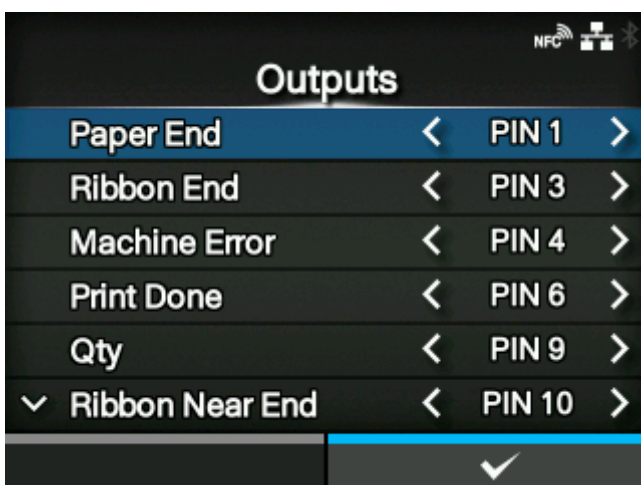 NFC
Outputs
Paper End PIN 1
Ribbon End PIN 3
Machine Error PIN 4
Print Done PIN 6
Qty PIN 9
Ribbon Near End PIN 10